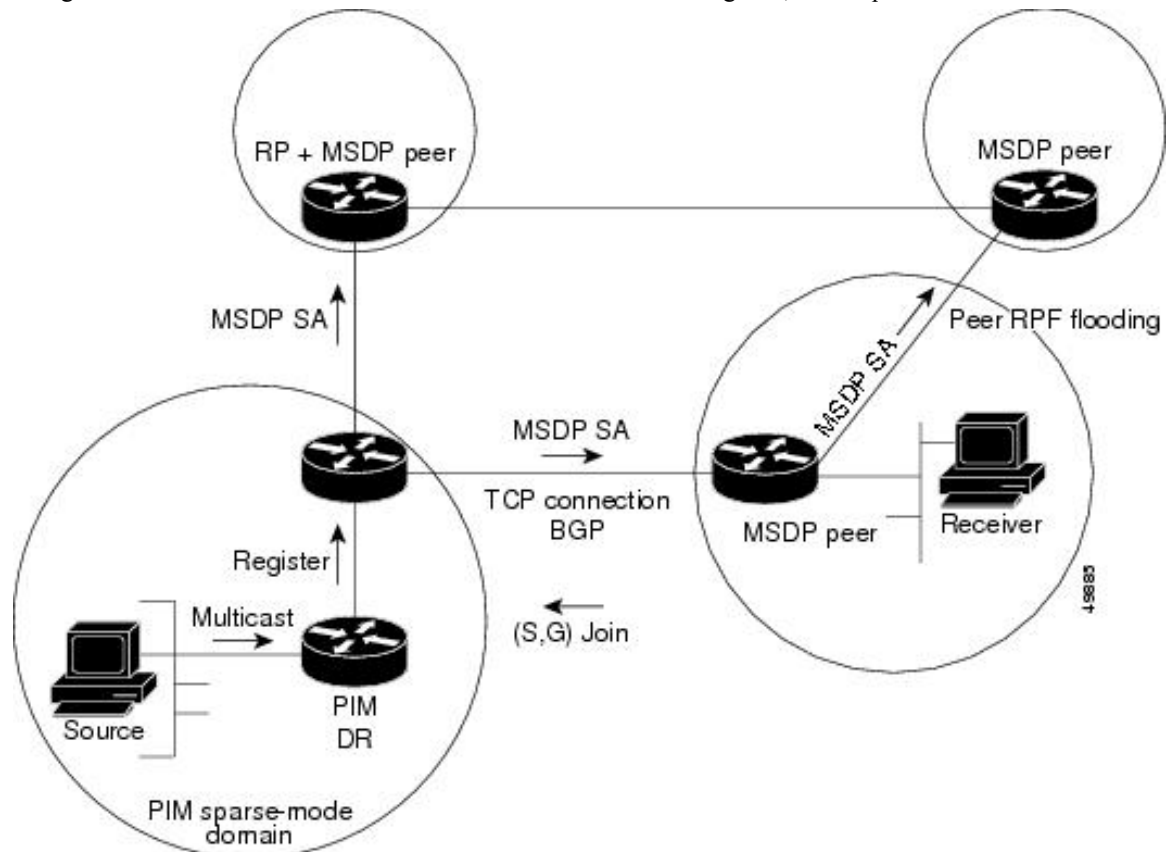 RP + MSDP peer
MSDP peer
MSDP SA
Peer RPF flooding
MSDP SA
MSDP SA
TCP connection
BGP
MSDP peer
Receiver
Register
Multicast
(S,G) Join
49885
Source
PIM
DR
PIM sparse-mode
domain